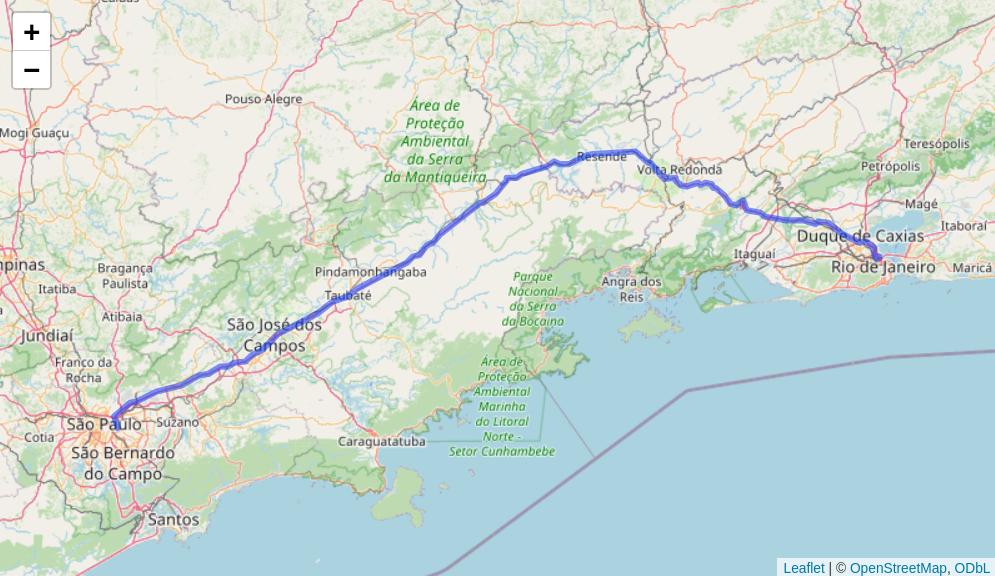 Caldas
+
−
Pouso Alegre
Mogi Guaçu
Área de
Proteção
Ambiental
da Serra
da Mantiqueira
Resende
Volta Redonda
Teresópolis
Petrópolis
Magé
Itaboraí
Duque de Caxias
Itaguaí
Rio de Janeiro
Maricá
pinas
Bragança
Paulista
Itatiba
Atibaia
Jundiaí
Pindamonhangaba
Taubaté
São José dos
Campos
Parque
Nacional
da Serra
da Bocaina
Angra dos
Reis
Franco da
Rocha
Área de
Proteção
Ambiental
Marinha
do Litoral
Norte -
Setor Cunhambebe
São Paulo
Suzano
Cotia
São Bernardo
do Campo
Caraguatatuba
Santos
Leaflet | © OpenStreetMap, ODbL